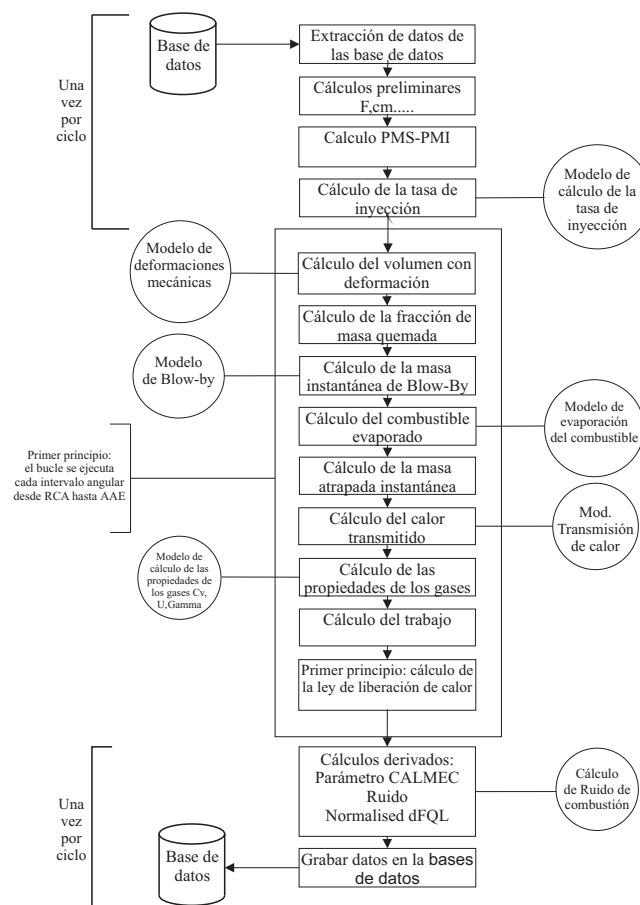 Base de
datos
Extracción de datos de
las base de datos
Una
vez
por
ciclo
Cálculos preliminares
F,cm.....
Calculo PMS-PMI
Cálculo de la tasa de
inyección
Modelo de
cálculo de la
tasa de
inyección
Modelo de
deformaciones
mecánicas
Cálculo del volumen con
deformación
Cálculo de la fracción de
masa quemada
Modelo
de Blow-by
Cálculo de la masa
instantánea de Blow-By
Cálculo del combustible
evaporado
Modelo de
evaporación
del combustible
Primer principio:
el bucle se ejecuta
cada intervalo angular
desde RCA hasta AAE
Cálculo de la masa
atrapada instantánea
Cálculo del calor
transmitido
Mod.
Transmisión
de calor
Modelo de
cálculo de las
propiedades de
los gases Cv,
U,Gamma
Cálculo de las
propiedades de los gases
Cálculo del trabajo
Primer principio: cálculo de
la ley de liberación de calor
Cálculos derivados:
Parámetro CALMEC
Ruido
Normalised dFQL
Cálculo
de Ruido de
combustión
Una
vez
por
ciclo
Base de
datos
Grabar datos en la bases
de datos